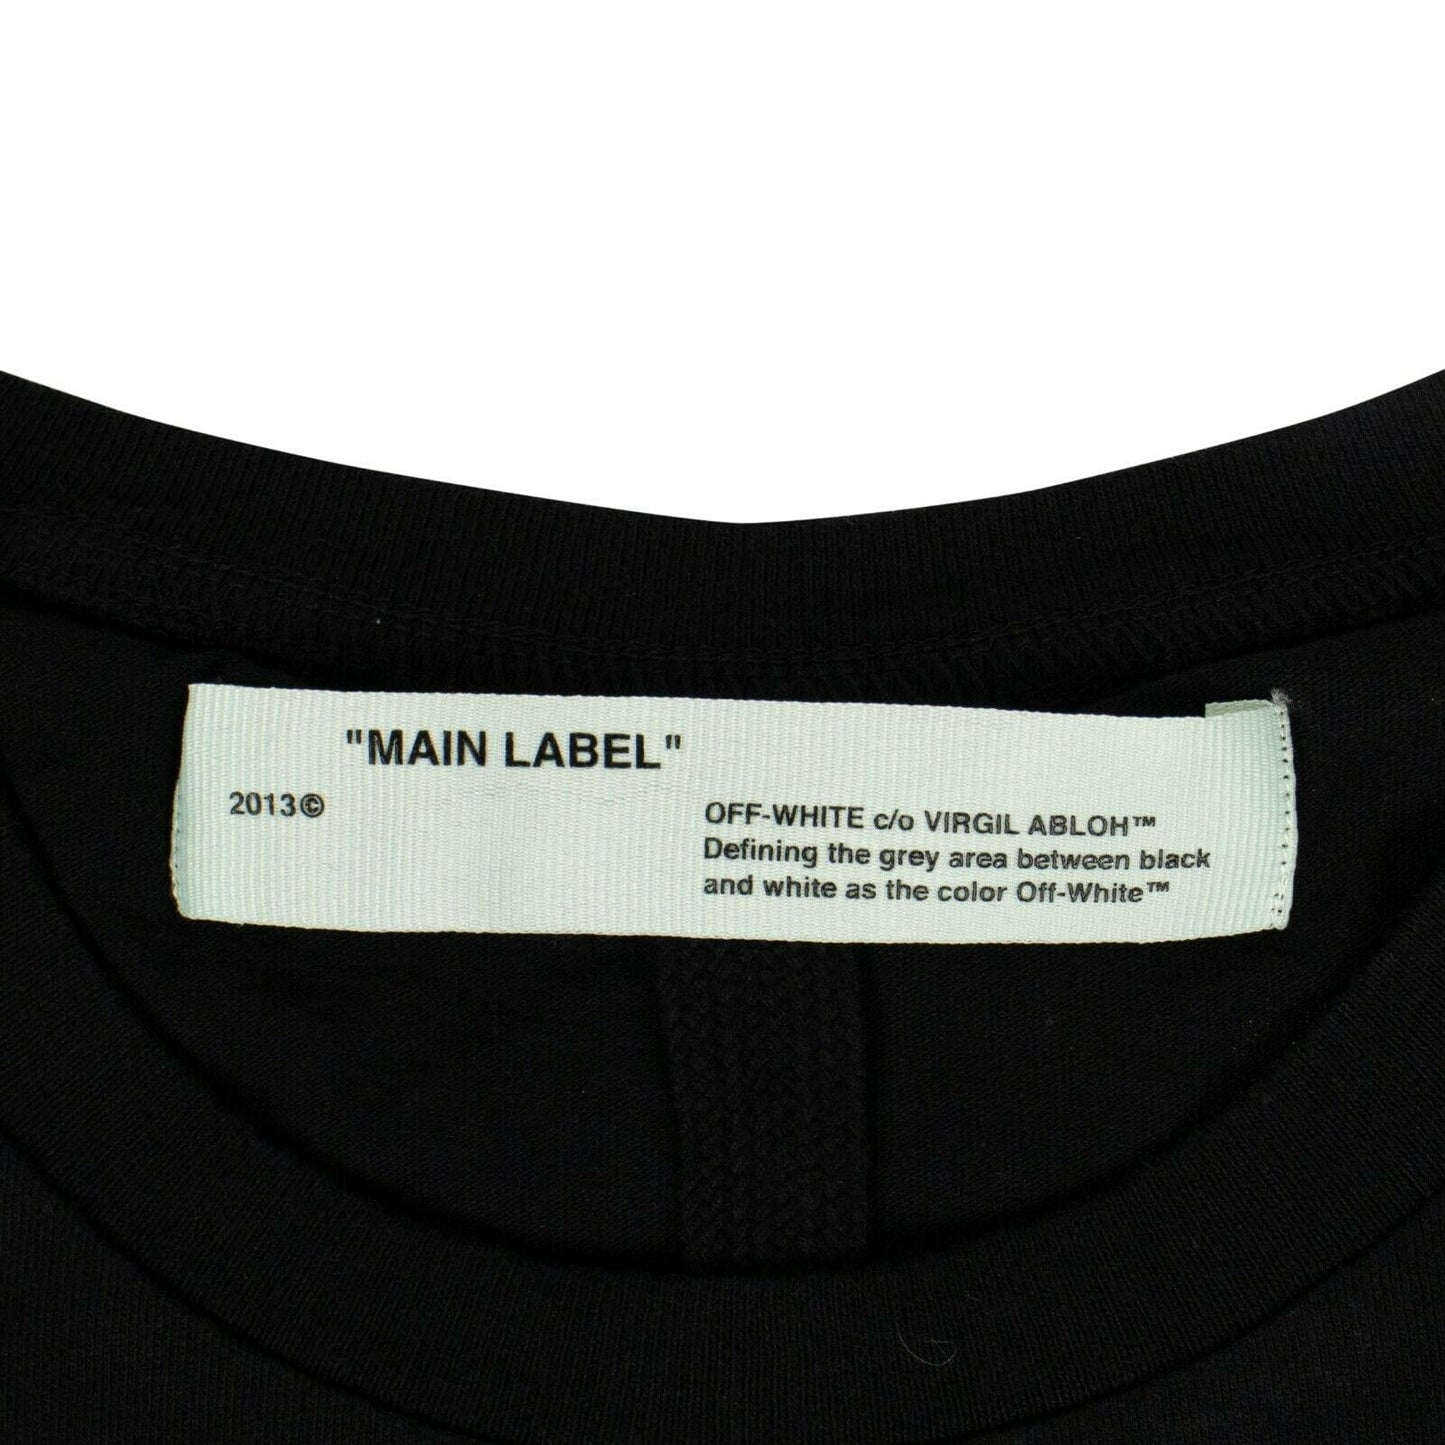 "MAIN LABEL"
2013©
OFF-WHITE c/o VIRGIL ABLOH™
Defining the grey area between black
and white as the color Off-White™